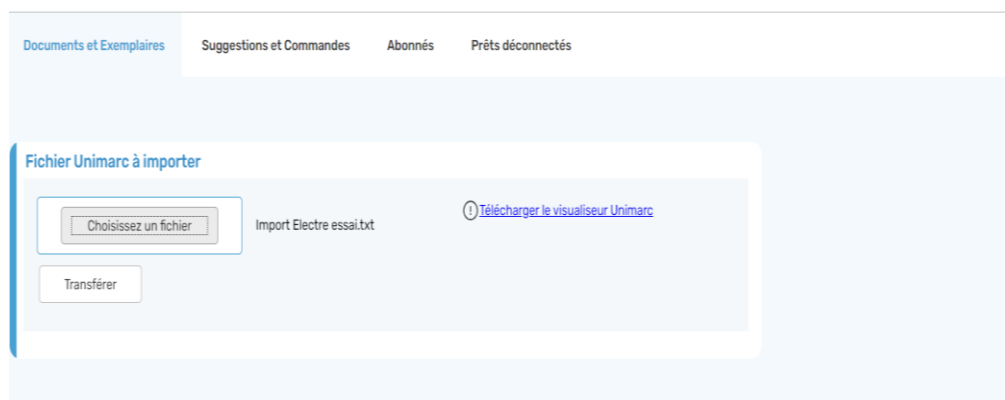 Documents et Exemplaires Suggestions et Commandes Abonnés Prêts déconnectés
Fichier Unimarc à importer
Choisissez un fichier Import Electre essai.txt ! Télécharger le visualiseur Unimarc
Transférer